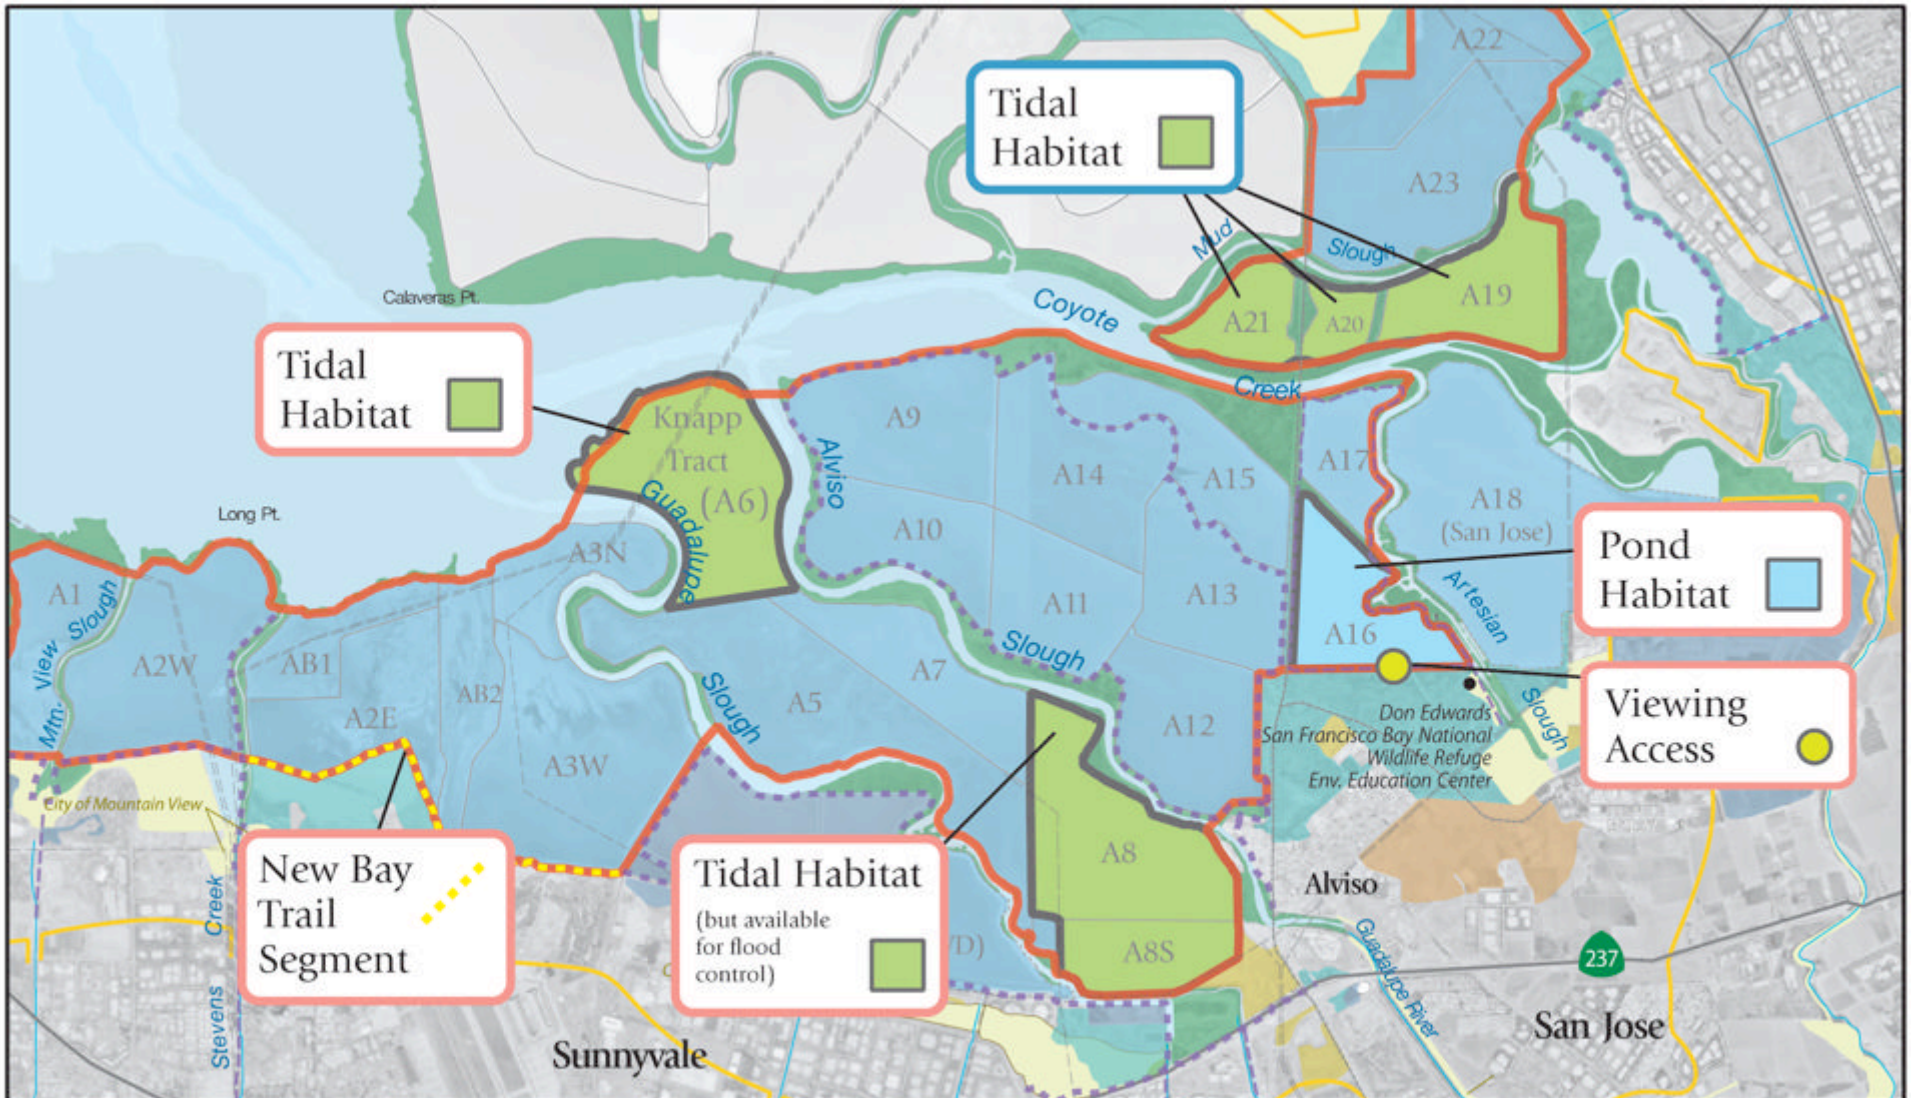 A22
Tidal
Habitat
A23
Mud
Slough
Calaveras Pt.
Coyote
A21
A20
A19
Tidal
Habitat
Creek
Knapp
Tract
(A6)
Guadalupe
Alviso
A9
A14
A15
A17
A18
(San Jose)
Long Pt.
A10
A3N
Pond
Habitat
A1
Mtn. View Slough
A11
A13
Artesian
Slough
A16
A2W
AB1
AB2
A2E
Slough
A5
A7
Slough
A12
Don Edwards
San Francisco Bay National
Wildlife Refuge
Env. Education Center
Viewing
Access
A3W
City of Mountain View
New Bay
Trail
Segment
Tidal Habitat
(but available
for flood
control)
A8
Alviso
A8S
Guadalupe River
237
Stevens Creek
Sunnyvale
San Jose